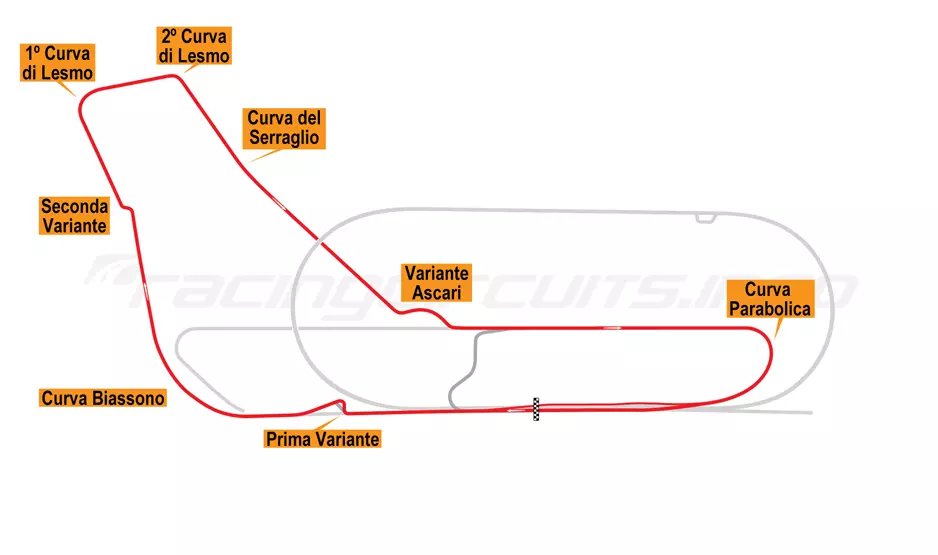 2º Curva
di Lesmo
1º Curva
di Lesmo
Curva del
Serraglio
Seconda
Variante
Variante
Ascari
Curva
Parabolica
racingcircuits.info
Curva Biassono
Prima Variante